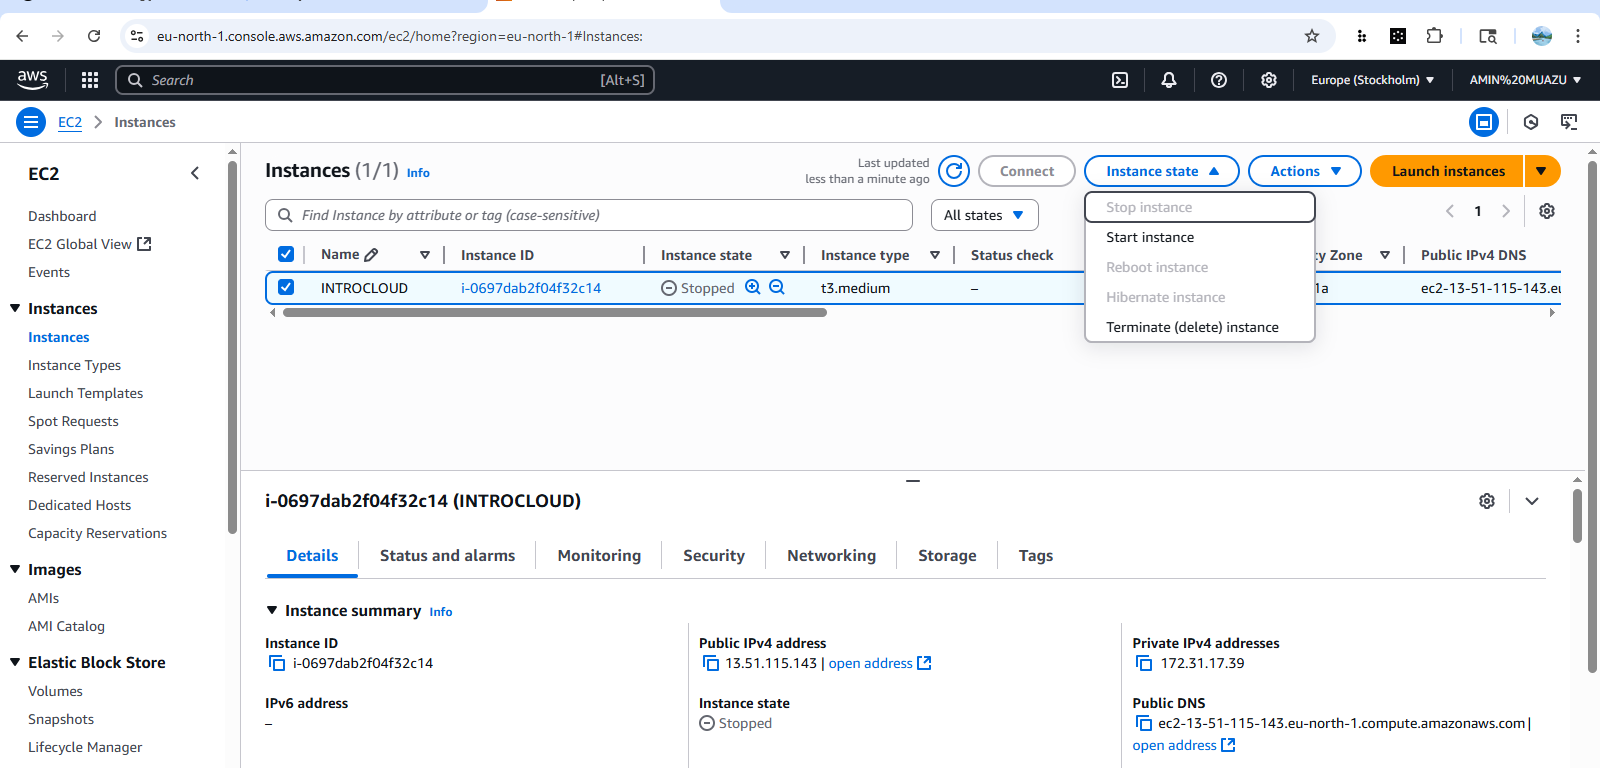 eu-north-1.console.aws.amazon.com/ec2/home?region=eu-north-1#Instances:
aws
Search
[Alt+S]
Europe (Stockholm)
AMIN%20MUAZU
EC2
Instances
EC2
Dashboard
EC2 Global View
Events
Instances
Instances
Instance Types
Launch Templates
Spot Requests
Savings Plans
Reserved Instances
Dedicated Hosts
Capacity Reservations
Images
AMIs
AMI Catalog
Elastic Block Store
Volumes
Snapshots
Lifecycle Manager
Instances (1/1) Info
Last updated
less than a minute ago
Connect
Instance state
Actions
Launch instances
Find Instance by attribute or tag (case-sensitive)
All states
Stop instance
Start instance
Reboot instance
Hibernate instance
Terminate (delete) instance
1
Name
Instance ID
Instance state
Instance type
Status check
y Zone
Public IPv4 DNS
INTROCLOUD
i-0697dab2f04f32c14
Stopped
t3.medium
–
1a
ec2-13-51-115-143.eu
i-0697dab2f04f32c14 (INTROCLOUD)
Details
Status and alarms
Monitoring
Security
Networking
Storage
Tags
Instance summary Info
Instance ID
i-0697dab2f04f32c14
Public IPv4 address
13.51.115.143 | open address
Private IPv4 addresses
172.31.17.39
IPv6 address
–
Instance state
Stopped
Public DNS
ec2-13-51-115-143.eu-north-1.compute.amazonaws.com |
open address